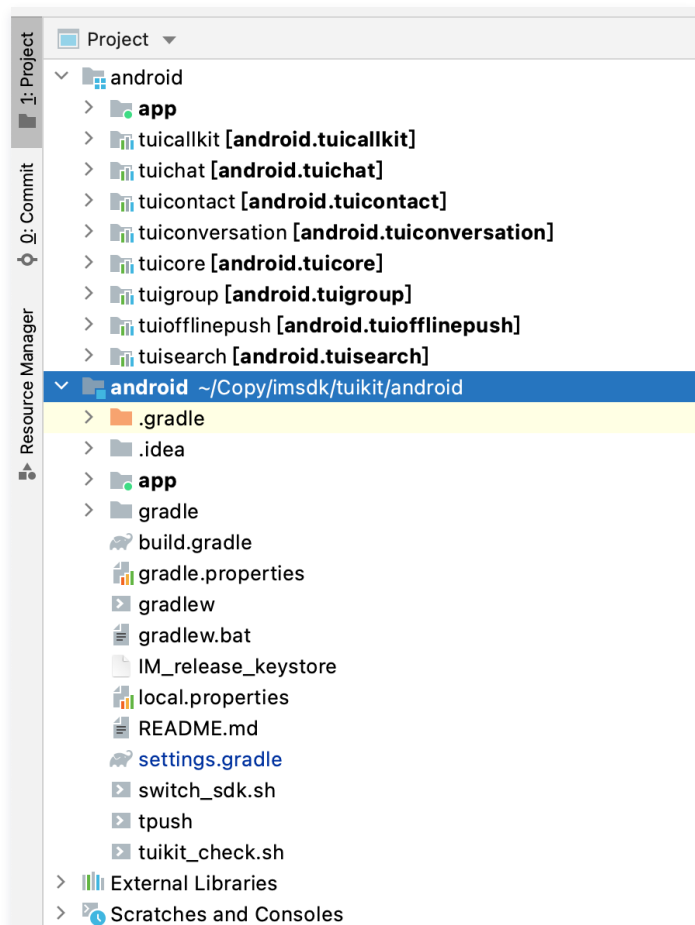 Project
1: Project
0: Commit
Resource Manager
android
app
tuicallkit [android.tuicallkit]
tuichat [android.tuichat]
tuicontact [android.tuicontact]
tuiconversation [android.tuiconversation]
tuicore [android.tuicore]
tuigroup [android.tuigroup]
tuiofflinepush [android.tuiofflinepush]
tuisearch [android.tuisearch]
android ~/Copy/imsdk/tuikit/android
.gradle
.idea
app
gradle
build.gradle
gradle.properties
gradlew
gradlew.bat
IM_release_keystore
local.properties
README.md
settings.gradle
switch_sdk.sh
tpush
tuikit_check.sh
External Libraries
Scratches and Consoles